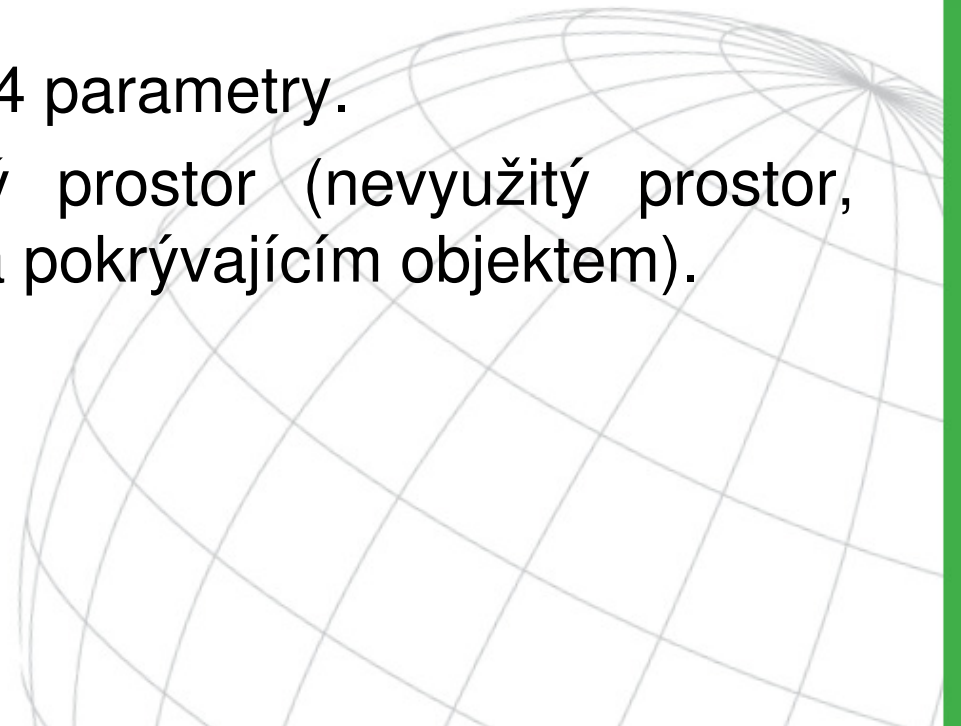 4 parametry.
prostor (nevyužitý prostor,
pokrývajícím objektem).